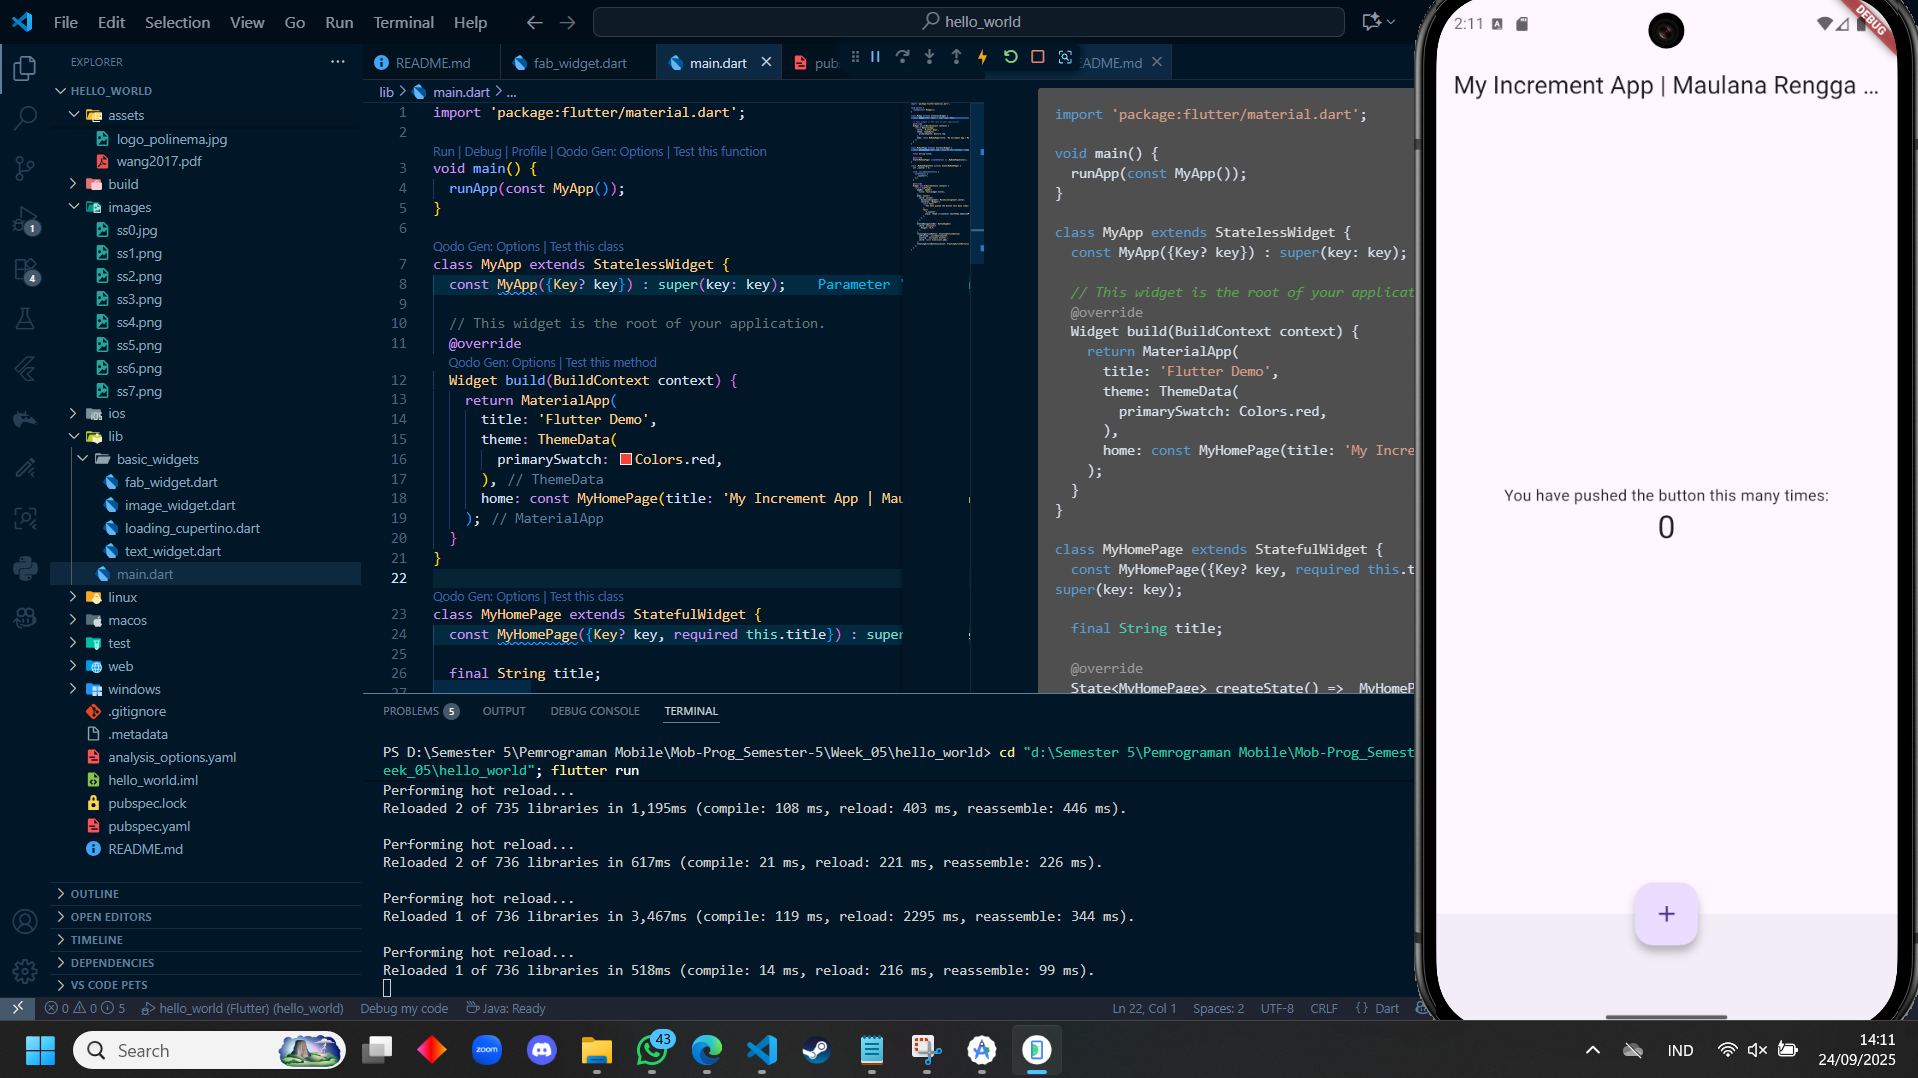 File Edit Selection View Go Run Terminal Help
hello_world
EXPLORER
HELLO_WORLD
assets
logo_polinema.jpg
wang2017.pdf
build
images
ss0.jpg
ss1.png
ss2.png
ss3.png
ss4.png
ss5.png
ss6.png
ss7.png
ios
lib
basic_widgets
fab_widget.dart
image_widget.dart
loading_cupertino.dart
text_widget.dart
main.dart
linux
macos
test
web
windows
.gitignore
.metadata
analysis_options.yaml
hello_world.iml
pubspec.lock
pubspec.yaml
README.md
OUTLINE
OPEN EDITORS
TIMELINE
DEPENDENCIES
VS CODE PETS
1
4
README.md fab_widget.dart main.dart pub EADME.md
lib > main.dart > ...
1 import 'package:flutter/material.dart';
2
Run | Debug | Profile | Qodo Gen: Options | Test this function
3 void main() {
4 runApp(const MyApp());
5 }
6
Qodo Gen: Options | Test this class
7 class MyApp extends StatelessWidget {
8 const MyApp({Key? key}) : super(key: key); Parameter
9
10 // This widget is the root of your application.
11 @override
Qodo Gen: Options | Test this method
12 Widget build(BuildContext context) {
13 return MaterialApp(
14 title: 'Flutter Demo',
15 theme: ThemeData(
16 primarySwatch: Colors.red,
17 ), // ThemeData
18 home: const MyHomePage(title: 'My Increment App | Mau
19 ); // MaterialApp
20 }
21 }
22
Qodo Gen: Options | Test this class
23 class MyHomePage extends StatefulWidget {
24 const MyHomePage({Key? key, required this.title}) : super
25
26 final String title;
27
import 'package:flutter/material.dart';
void main() {
runApp(const MyApp());
}
class MyApp extends StatelessWidget {
const MyApp({Key? key}) : super(key: key);
// This widget is the root of your applicat
@override
Widget build(BuildContext context) {
return MaterialApp(
title: 'Flutter Demo',
theme: ThemeData(
primarySwatch: Colors.red,
),
home: const MyHomePage(title: 'My Incre
);
}
}
class MyHomePage extends StatefulWidget {
const MyHomePage({Key? key, required this.t
super(key: key);
final String title;
@override
State<MyHomePage> createState() => _MyHomeP
PROBLEMS 5 OUTPUT DEBUG CONSOLE TERMINAL
PS D:\Semester 5\Pemrograman Mobile\Mob-Prog_Semester-5\Week_05\hello_world> cd "d:\Semester 5\Pemrograman Mobile\Mob-Prog_Semest
eek_05\hello_world"; flutter run
Performing hot reload...
Reloaded 2 of 735 libraries in 1,195ms (compile: 108 ms, reload: 403 ms, reassemble: 446 ms).
Performing hot reload...
Reloaded 2 of 736 libraries in 617ms (compile: 21 ms, reload: 221 ms, reassemble: 226 ms).
Performing hot reload...
Reloaded 1 of 736 libraries in 3,467ms (compile: 119 ms, reload: 2295 ms, reassemble: 344 ms).
Performing hot reload...
Reloaded 1 of 736 libraries in 518ms (compile: 14 ms, reload: 216 ms, reassemble: 99 ms).
0 0 5 hello_world (Flutter) (hello_world) Debug my code Java: Ready Ln 22, Col 1 Spaces: 2 UTF-8 CRLF {} Dart
2:11
DEBUG
My Increment App | Maulana Rengga ...
You have pushed the button this many times:
0
+
Search
zoom
43
IND
14:11
24/09/2025